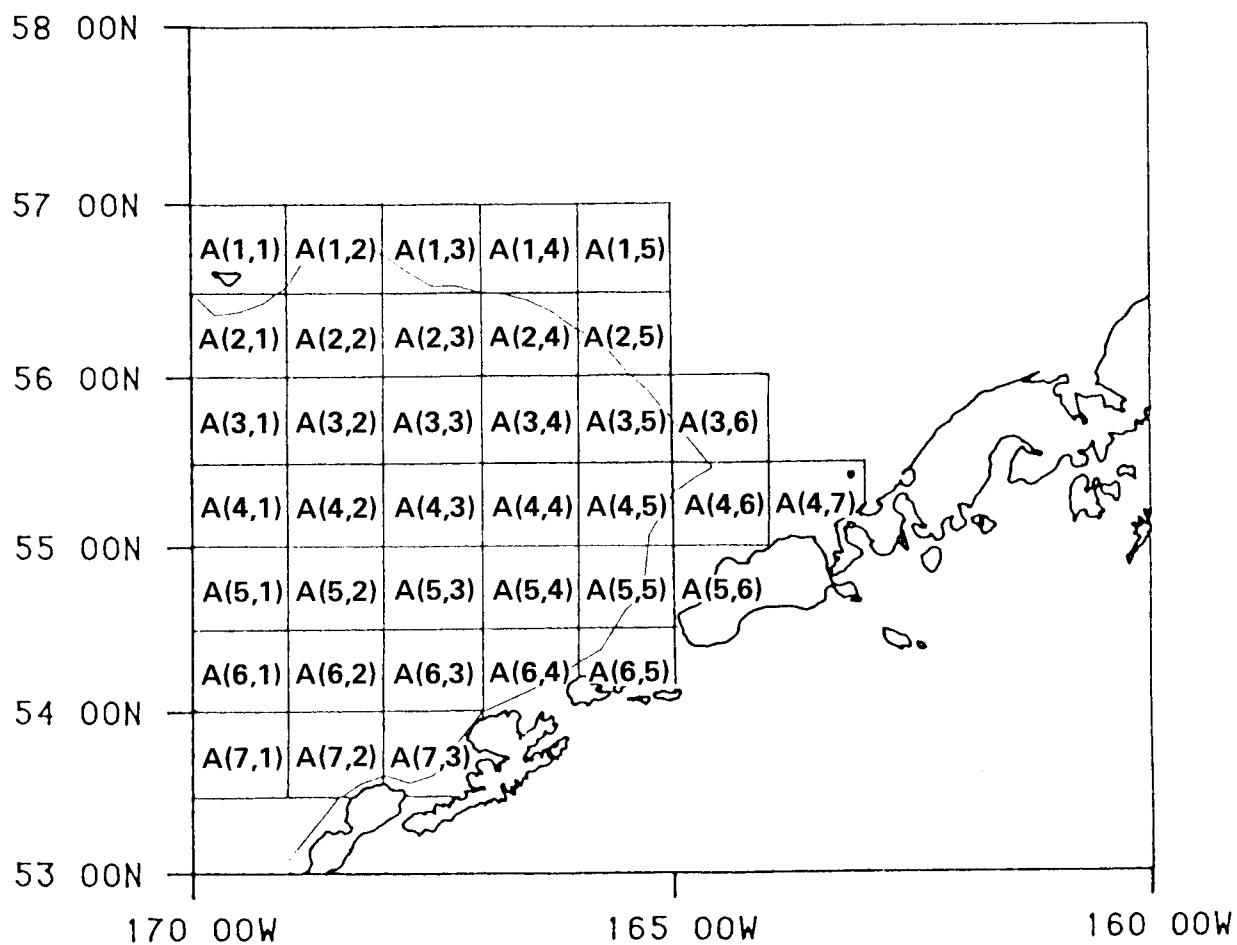 58 00N
57 00N
A(1,1) A(1,2) A(1,3) A(1,4) A(1,5)
A(2,1) A(2,2) A(2,3) A(2,4) A(2,5)
56 00N
A(3,1) A(3,2) A(3,3) A(3,4) A(3,5) A(3,6)
A(4,1) A(4,2) A(4,3) A(4,4) A(4,5) A(4,6) A(4,7)
55 00N
A(5,1) A(5,2) A(5,3) A(5,4) A(5,5) A(5,6)
A(6,1) A(6,2) A(6,3) A(6,4) A(6,5)
54 00N
A(7,1) A(7,2) A(7,3)
53 00N
170 00W 165 00W 160 00W